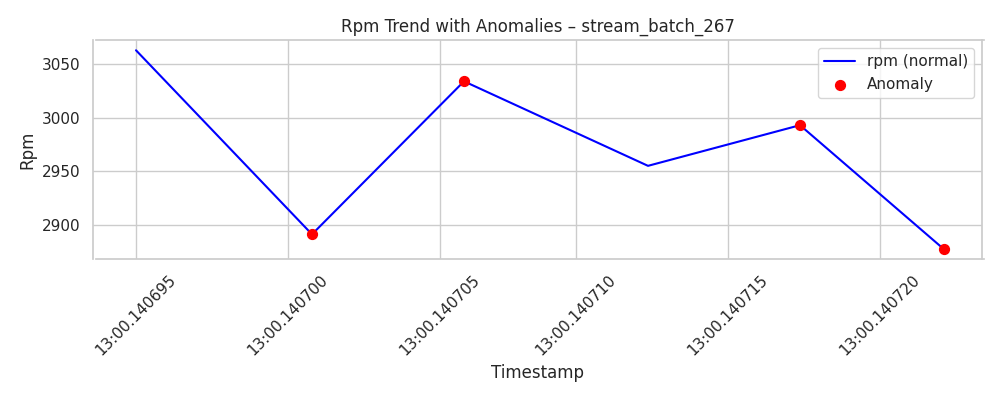 Rpm Trend with Anomalies – stream_batch_267
rpm (normal)
Anomaly
Rpm
3050
3000
2950
2900
13:00.140695
13:00.140700
13:00.140705
13:00.140710
13:00.140715
13:00.140720
Timestamp